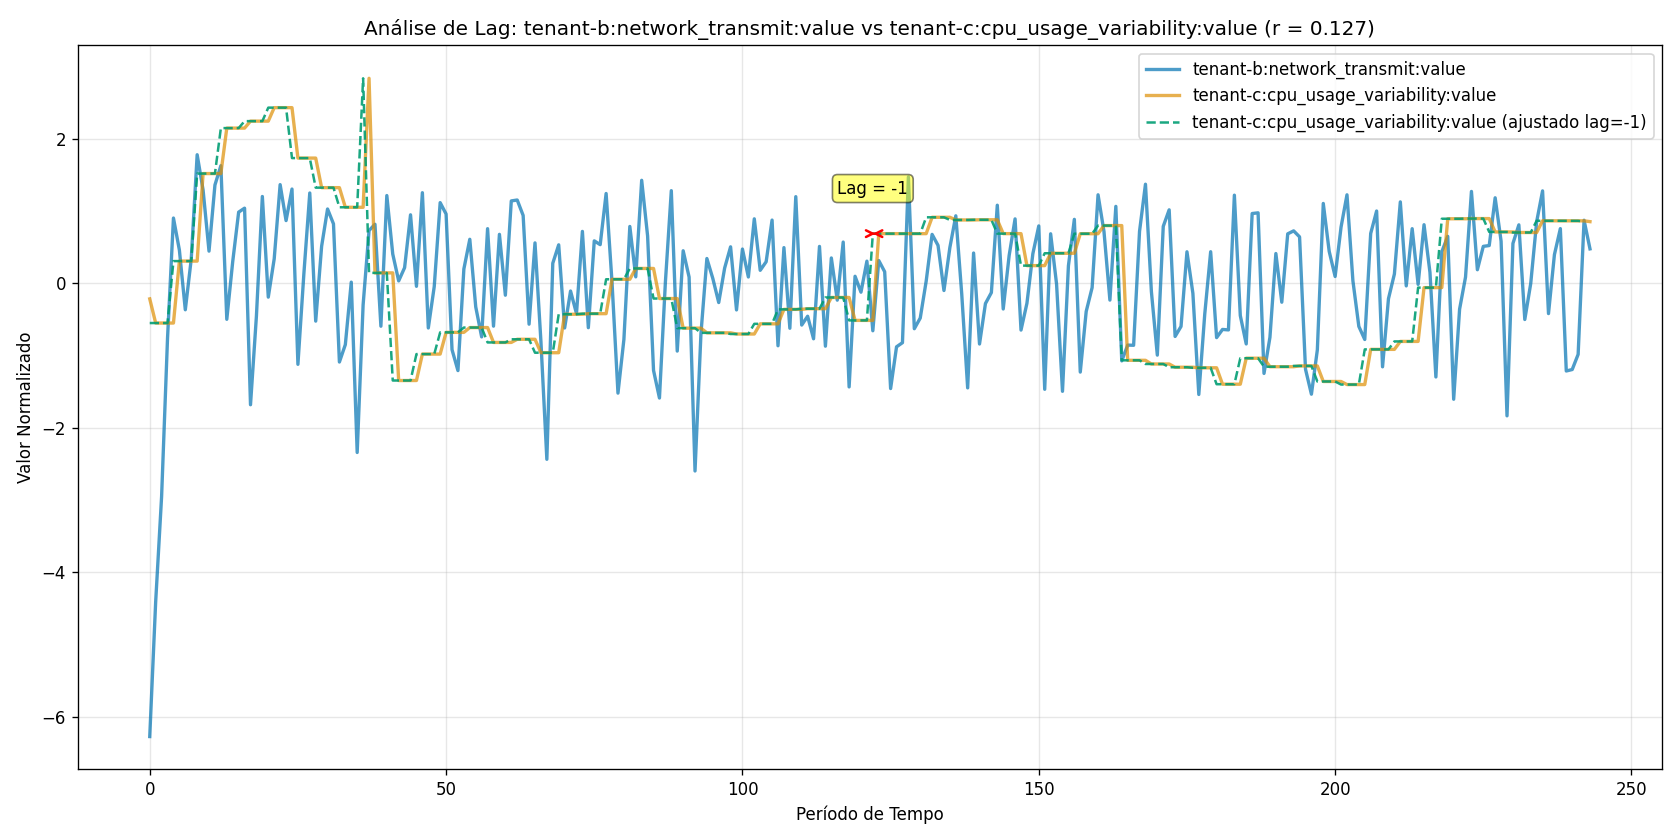 Análise de Lag: tenant-b:network_transmit:value vs tenant-c:cpu_usage_variability:value (r = 0.127)
tenant-b:network_transmit:value
tenant-c:cpu_usage_variability:value
tenant-c:cpu_usage_variability:value (ajustado lag=-1)
Lag = -1
Valor Normalizado
2
0
−2
−4
−6
0
50
100
150
200
250
Período de Tempo